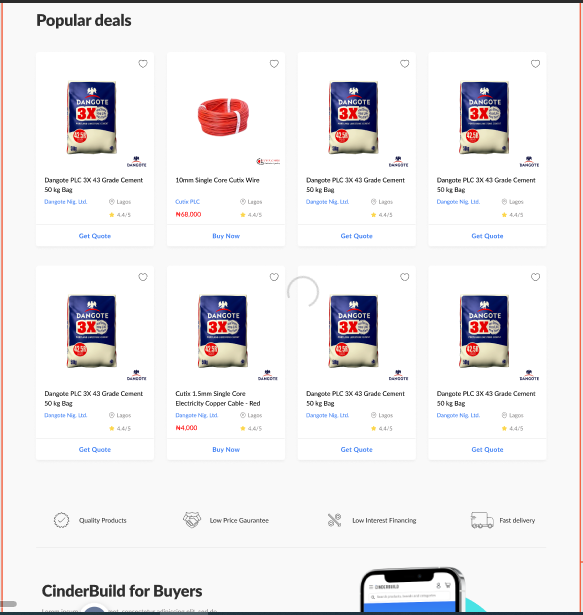 Popular deals
DANGOTE
3X
42.5R
DANGOTE
Dangote PLC 3X 43 Grade Cement
50 kg Bag
Dangote Nig. Ltd.
Lagos
4.4/5
Get Quote
10mm Single Core Cutix Wire
Cutix PLC
Lagos
₦68,000
4.4/5
Buy Now
DANGOTE
3X
42.5R
DANGOTE
Dangote PLC 3X 43 Grade Cement
50 kg Bag
Dangote Nig. Ltd.
Lagos
4.4/5
Get Quote
DANGOTE
3X
42.5R
DANGOTE
Dangote PLC 3X 43 Grade Cement
50 kg Bag
Dangote Nig. Ltd.
Lagos
4.4/5
Get Quote
DANGOTE
3X
42.5R
DANGOTE
Dangote PLC 3X 43 Grade Cement
50 kg Bag
Dangote Nig. Ltd.
Lagos
4.4/5
Get Quote
DANGOTE
3X
42.5R
DANGOTE
Cutix 1.5mm Single Core
Electricity Copper Cable - Red
Dangote Nig. Ltd.
Lagos
₦4,000
4.4/5
Buy Now
DANGOTE
3X
42.5R
DANGOTE
Dangote PLC 3X 43 Grade Cement
50 kg Bag
Dangote Nig. Ltd.
Lagos
4.4/5
Get Quote
DANGOTE
3X
42.5R
DANGOTE
Dangote PLC 3X 43 Grade Cement
50 kg Bag
Dangote Nig. Ltd.
Lagos
4.4/5
Get Quote
Quality Products
Low Price Gaurantee
Low Interest Financing
Fast delivery
CinderBuild for Buyers
CINDERBUILD